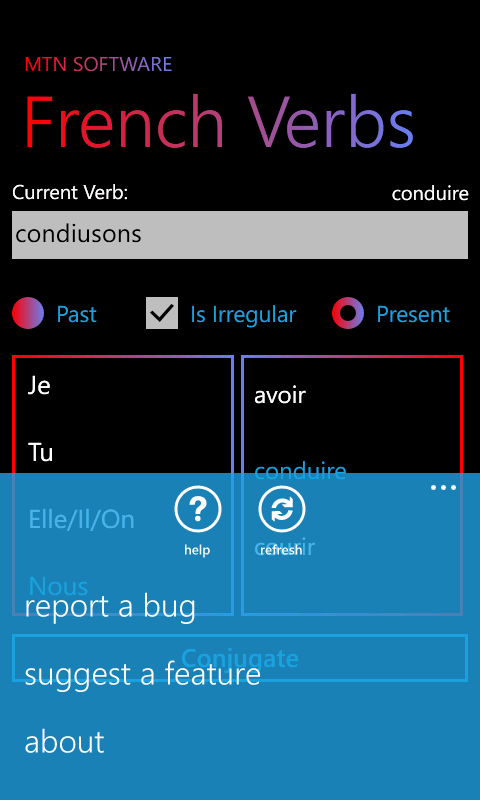 MTN SOFTWARE
French Verbs
Current Verb: conduire
condiusons
Past Is Irregular Present
Je
avoir
Tu
conduire
Elle/Il/On
courir
help refresh
Nous
report a bug
Conjugate
suggest a feature
about